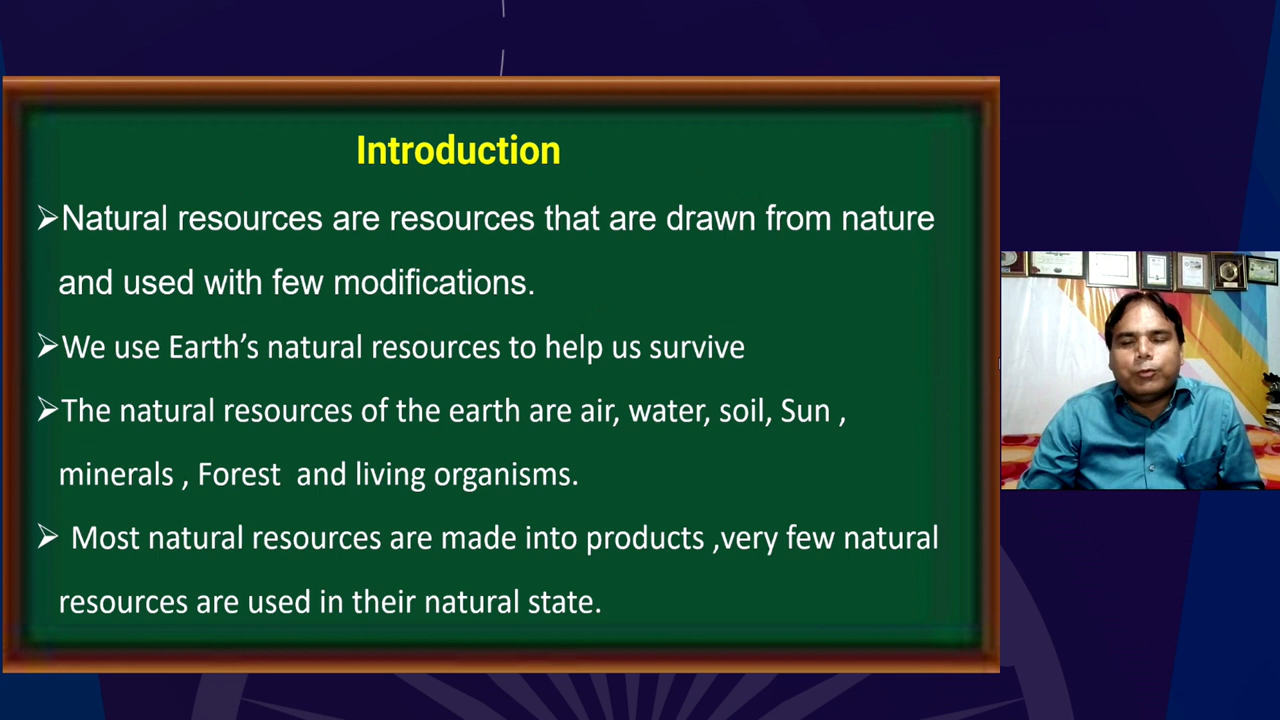 Introduction
➢Natural resources are resources that are drawn from nature
and used with few modifications.
➢We use Earth’s natural resources to help us survive
➢The natural resources of the earth are air, water, soil, Sun ,
minerals , Forest  and living organisms.
➢ Most natural resources are made into products ,very few natural
resources are used in their natural state.